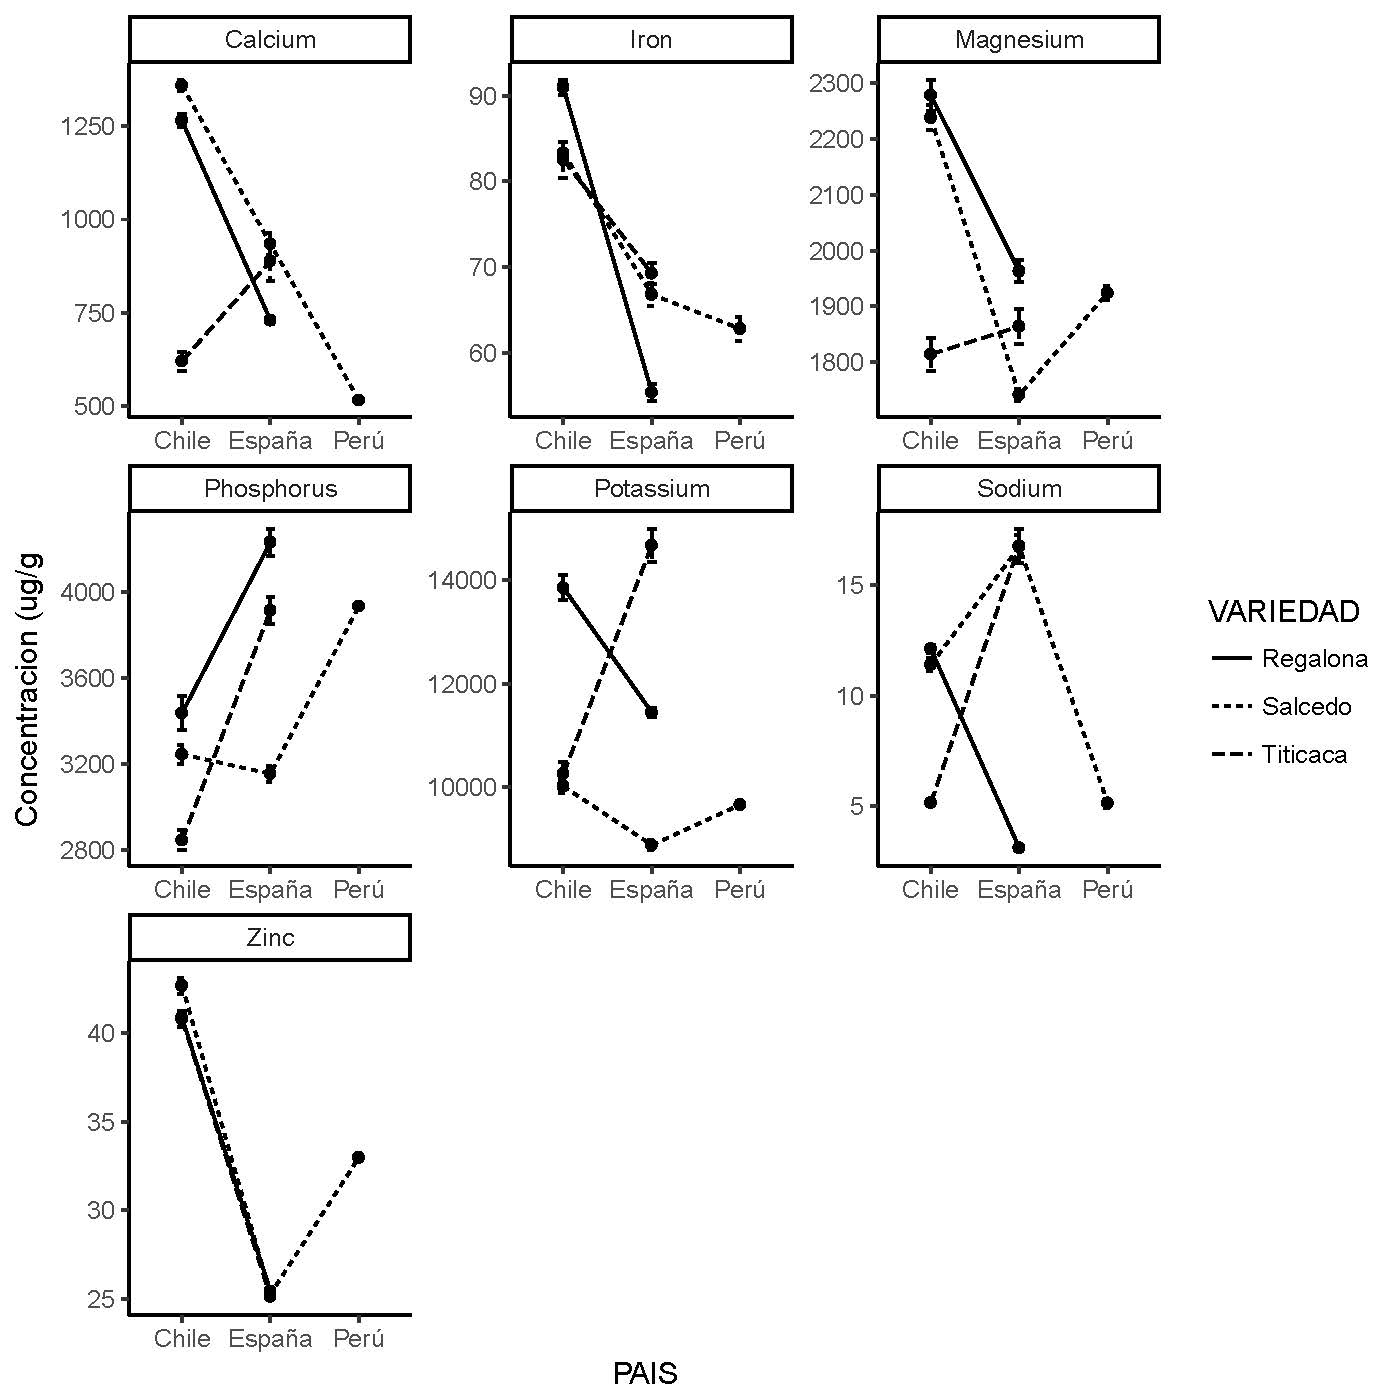 Calcium
Iron
Magnesium
1250
1000
750
500
90
80
70
60
2300
2200
2100
2000
1900
1800
Chile España Perú
Chile España Perú
Chile España Perú
Phosphorus
Potassium
Sodium
4000
3600
3200
2800
14000
12000
10000
15
10
5
Chile España Perú
Chile España Perú
Chile España Perú
Zinc
40
35
30
25
Chile España Perú
Concentracion (ug/g
PAIS
VARIEDAD
Regalona
Salcedo
Titicaca